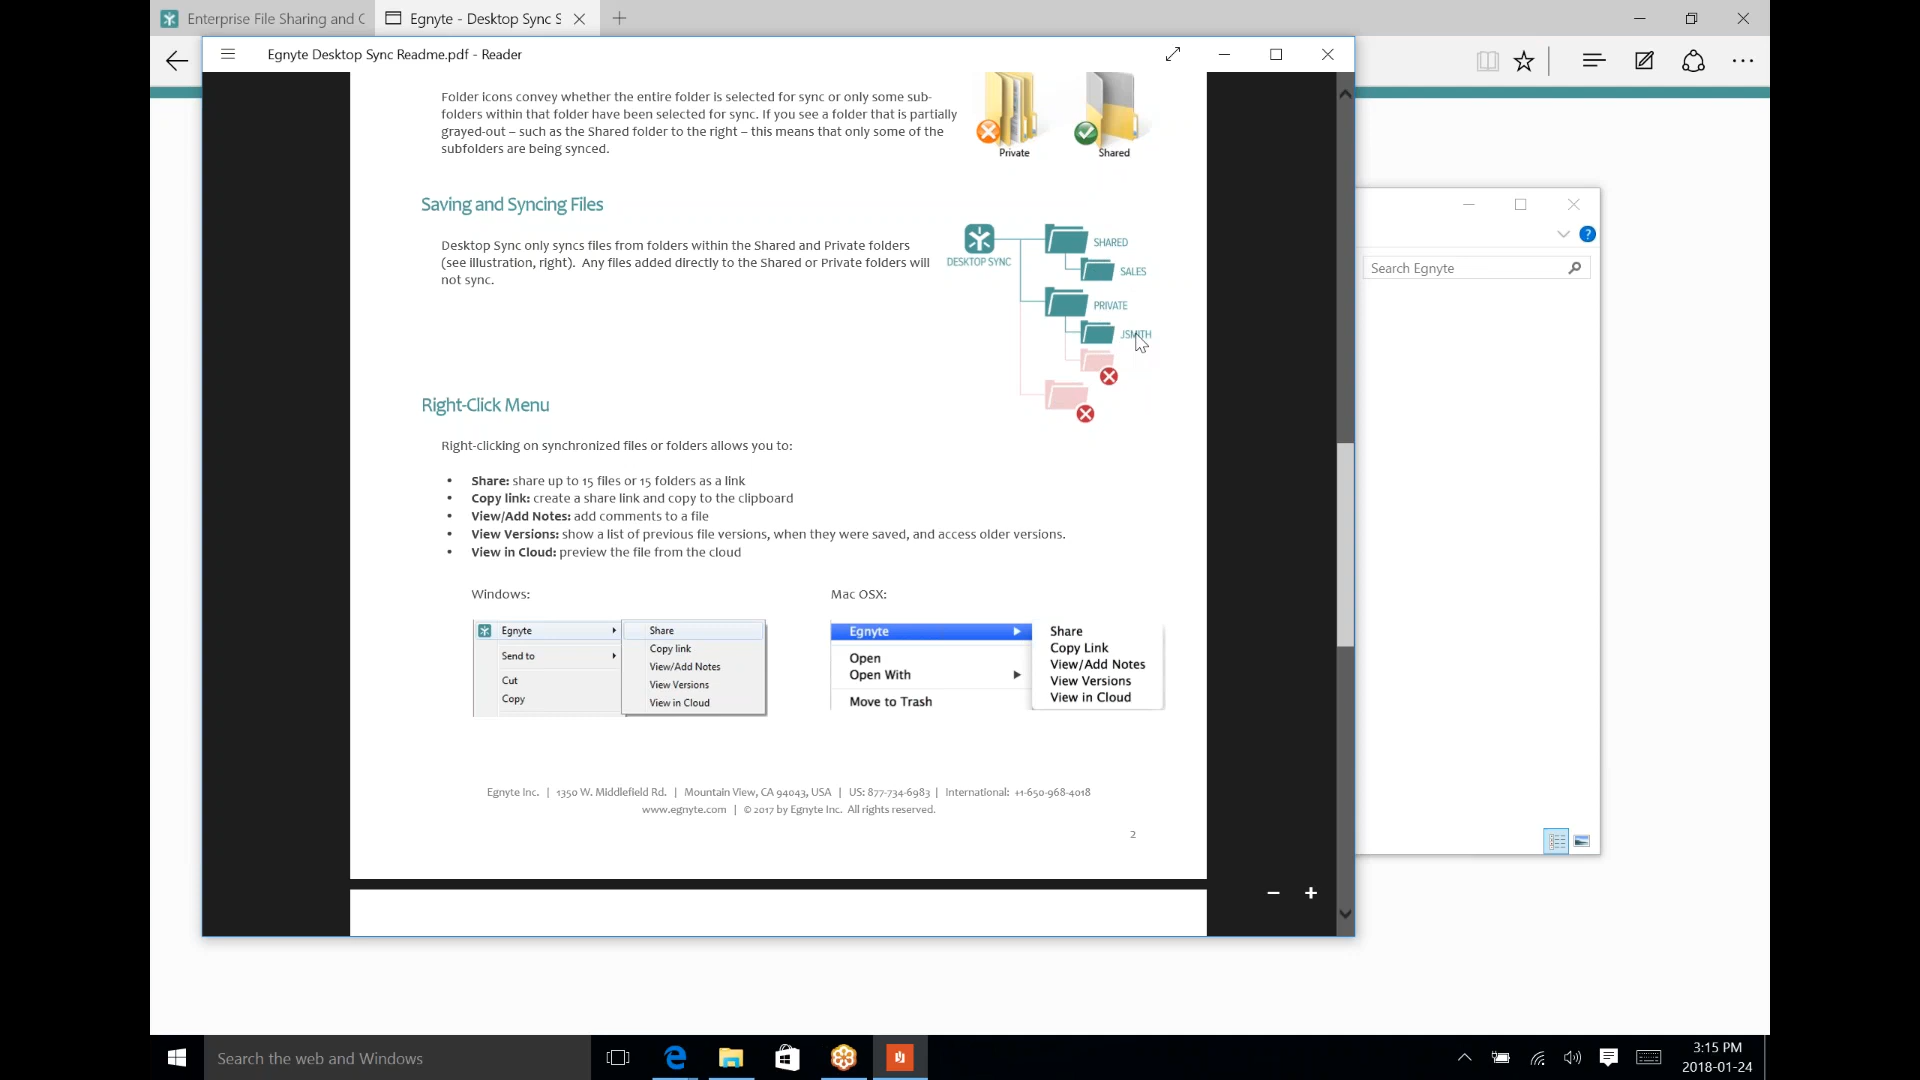 Enterprise File Sharing and C
Egnyte - Desktop Sync S
Egnyte Desktop Sync Readme.pdf - Reader
Folder icons convey whether the entire folder is selected for sync or only some sub-
folders within that folder have been selected for sync. If you see a folder that is partially
grayed-out – such as the Shared folder to the right – this means that only some of the
subfolders are being synced.
Private
Shared
Saving and Syncing Files
Desktop Sync only syncs files from folders within the Shared and Private folders
(see illustration, right). Any files added directly to the Shared or Private folders will
not sync.
DESKTOP SYNC
SHARED
SALES
PRIVATE
JSMITH
Search Egnyte
Right-Click Menu
Right-clicking on synchronized files or folders allows you to:
• Share: share up to 15 files or 15 folders as a link
• Copy link: create a share link and copy to the clipboard
• View/Add Notes: add comments to a file
• View Versions: show a list of previous file versions, when they were saved, and access older versions.
• View in Cloud: preview the file from the cloud
Windows:
Egnyte
Send to
Cut
Copy
Share
Copy link
View/Add Notes
View Versions
View in Cloud
Mac OSX:
Egnyte
Open
Open With
Move to Trash
Share
Copy Link
View/Add Notes
View Versions
View in Cloud
Egnyte Inc. | 1350 W. Middlefield Rd. | Mountain View, CA 94043, USA | US: 877-734-6983 | International: +1-650-968-4018
www.egnyte.com | © 2017 by Egnyte Inc. All rights reserved.
2
Search the web and Windows
3:15 PM
2018-01-24